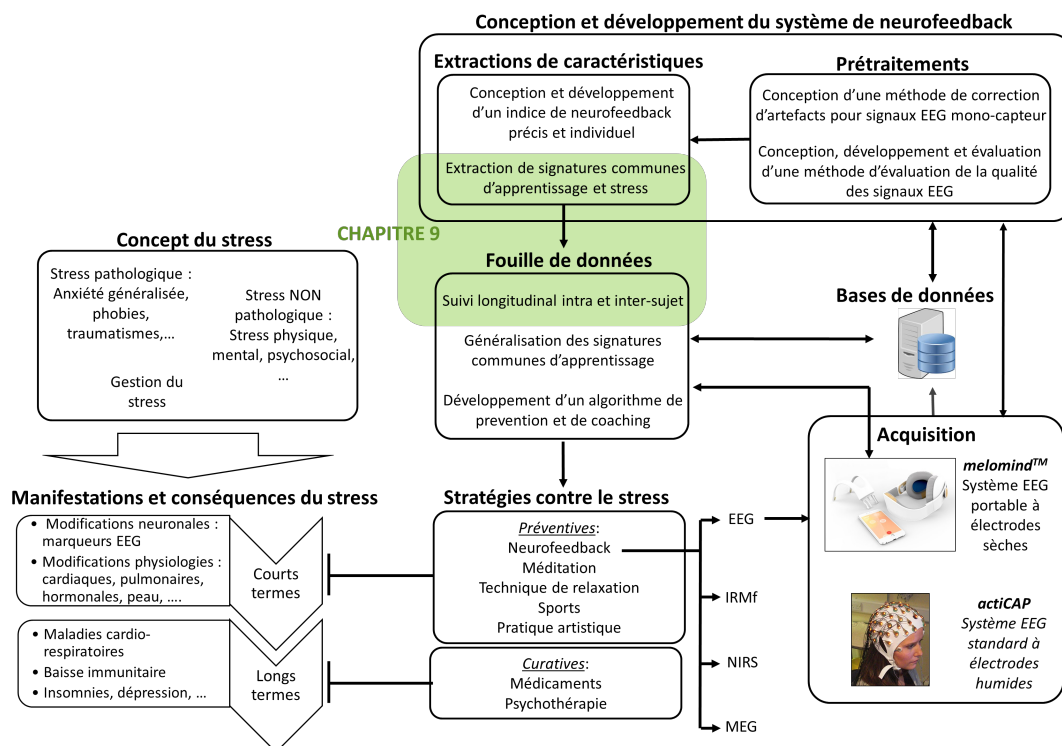 Conception et développement du système de neurofeedback
Extractions de caractéristiques
Conception et développement
d'un indice de neurofeedback
précis et individuel
Extraction de signatures communes
d'apprentissage et stress
Prétraitements
Conception d'une méthode de correction
d'artefacts pour signaux EEG mono-capteur
Conception, développement et évaluation
d'une méthode d'évaluation de la qualité
des signaux EEG
CHAPITRE 9
Concept du stress
Stress pathologique :
Anxiété généralisée,
phobies,
traumatismes,...
Stress NON
pathologique :
Stress physique,
mental, psychosocial,
...
Gestion du
stress
Fouille de données
Suivi longitudinal intra et inter-sujet
Généralisation des signatures
communes d'apprentissage
Développement d'un algorithme de
prevention et de coaching
Bases de données
Acquisition
melomindTM
Système EEG
portable à
électrodes
sèches
actiCAP
Système EEG
standard à
électrodes
humides
Manifestations et conséquences du stress
• Modifications neuronales :
marqueurs EEG
• Modifications physiologies :
cardiaques, pulmonaires,
hormonales, peau, ....
Courts
termes
• Maladies cardio-
respiratoires
• Baisse immunitaire
• Insomnies, dépression, ...
Longs
termes
Stratégies contre le stress
Préventives:
Neurofeedback
Méditation
Technique de relaxation
Sports
Pratique artistique
Curatives:
Médicaments
Psychothérapie
EEG
IRMf
NIRS
MEG